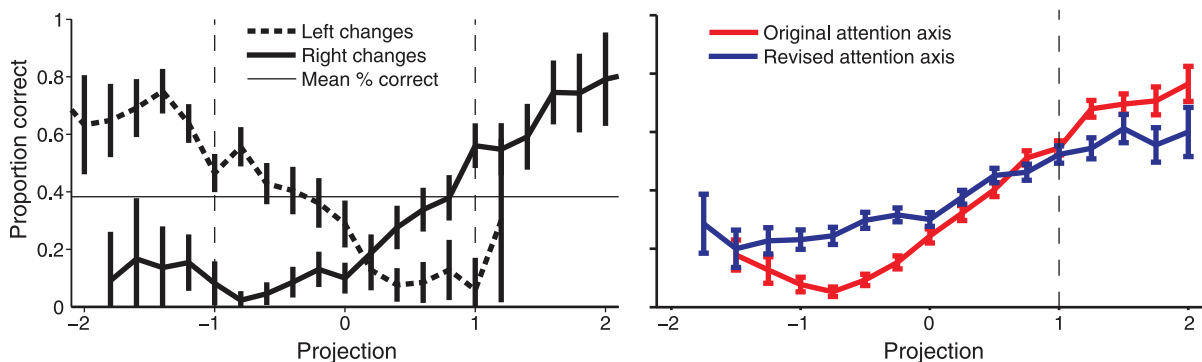 Proportion correct
1
0.8
0.6
0.4
0.2
0
Left changes
Right changes
Mean % correct
−2
−1
0
1
2
Projection
Original attention axis
Revised attention axis
−2
−1
0
1
2
Projection